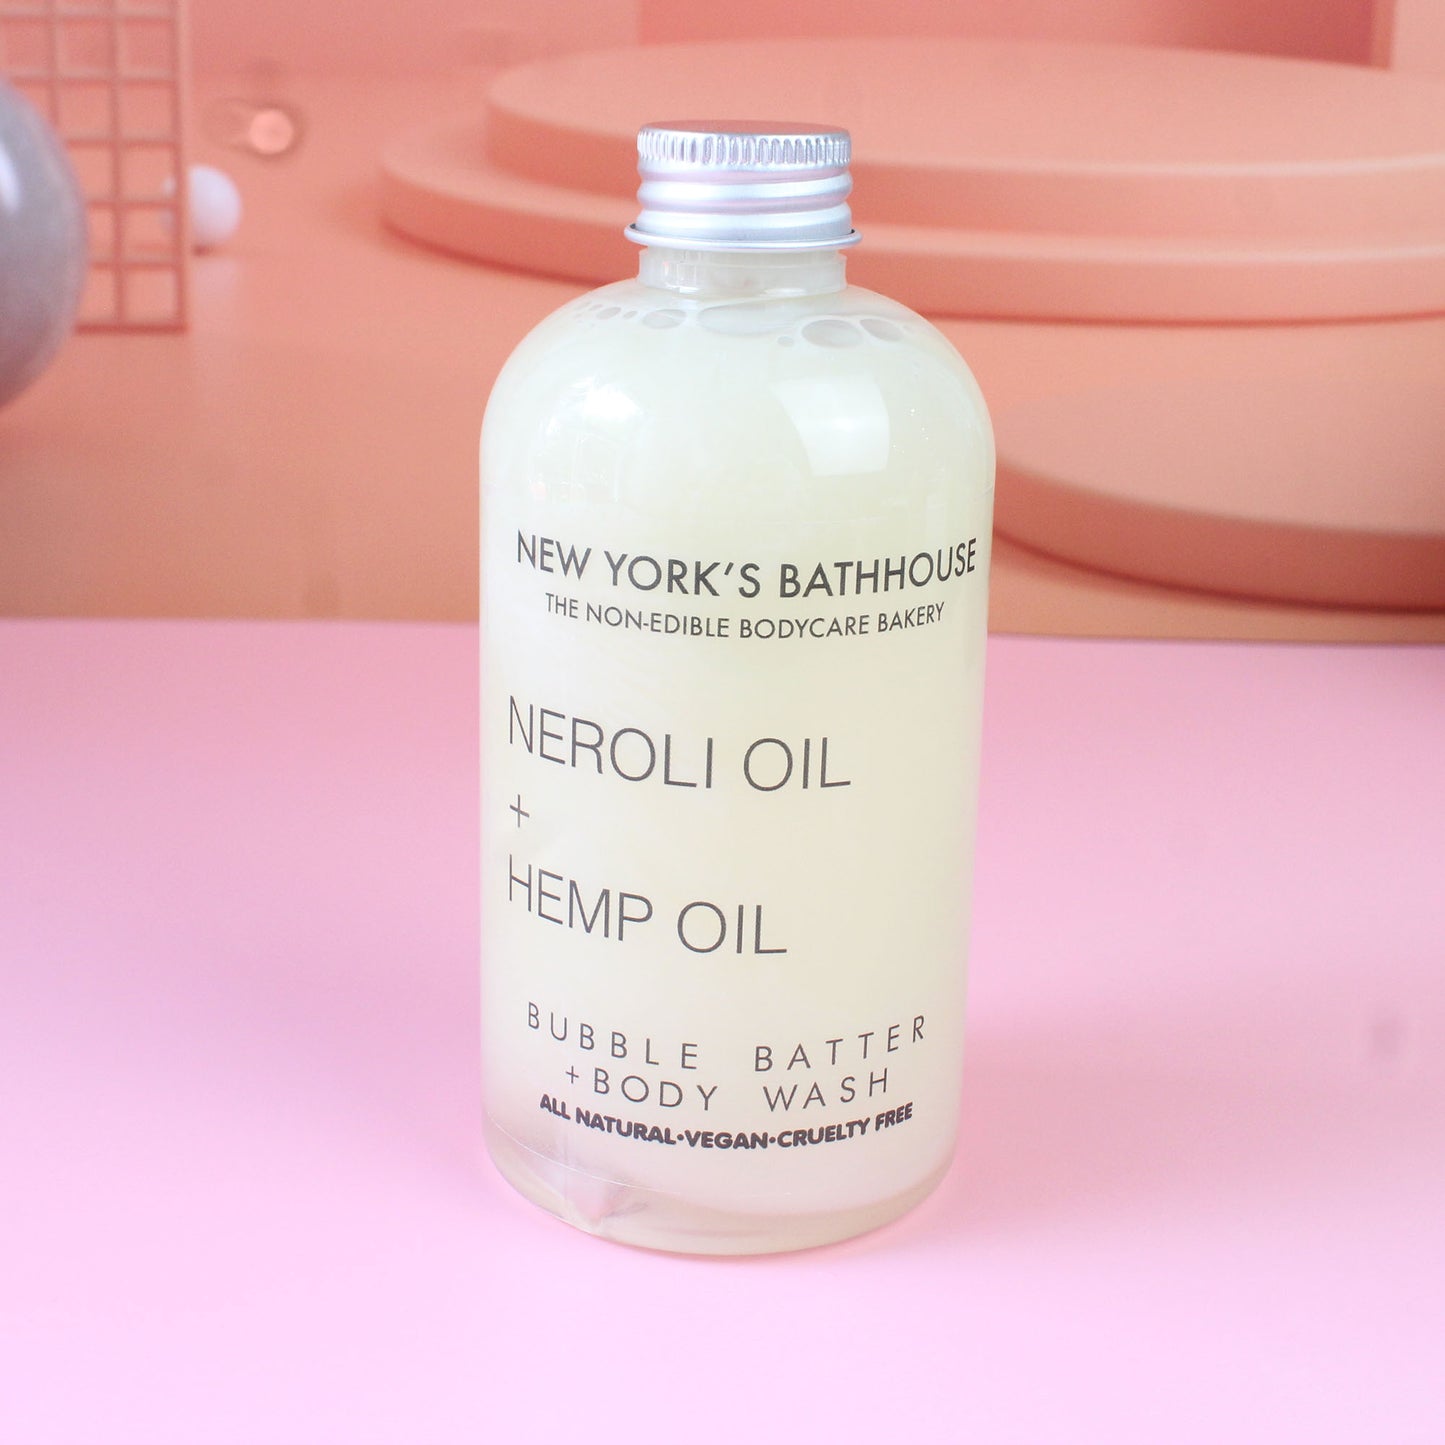 NEW YORK'S BATHHOUSE
THE NON-EDIBLE BODYCARE BAKERY
NEROLI OIL
+
HEMP OIL
BUBBLE BATTER
+BODY WASH
ALL NATURAL•VEGAN•CRUELTY FREE